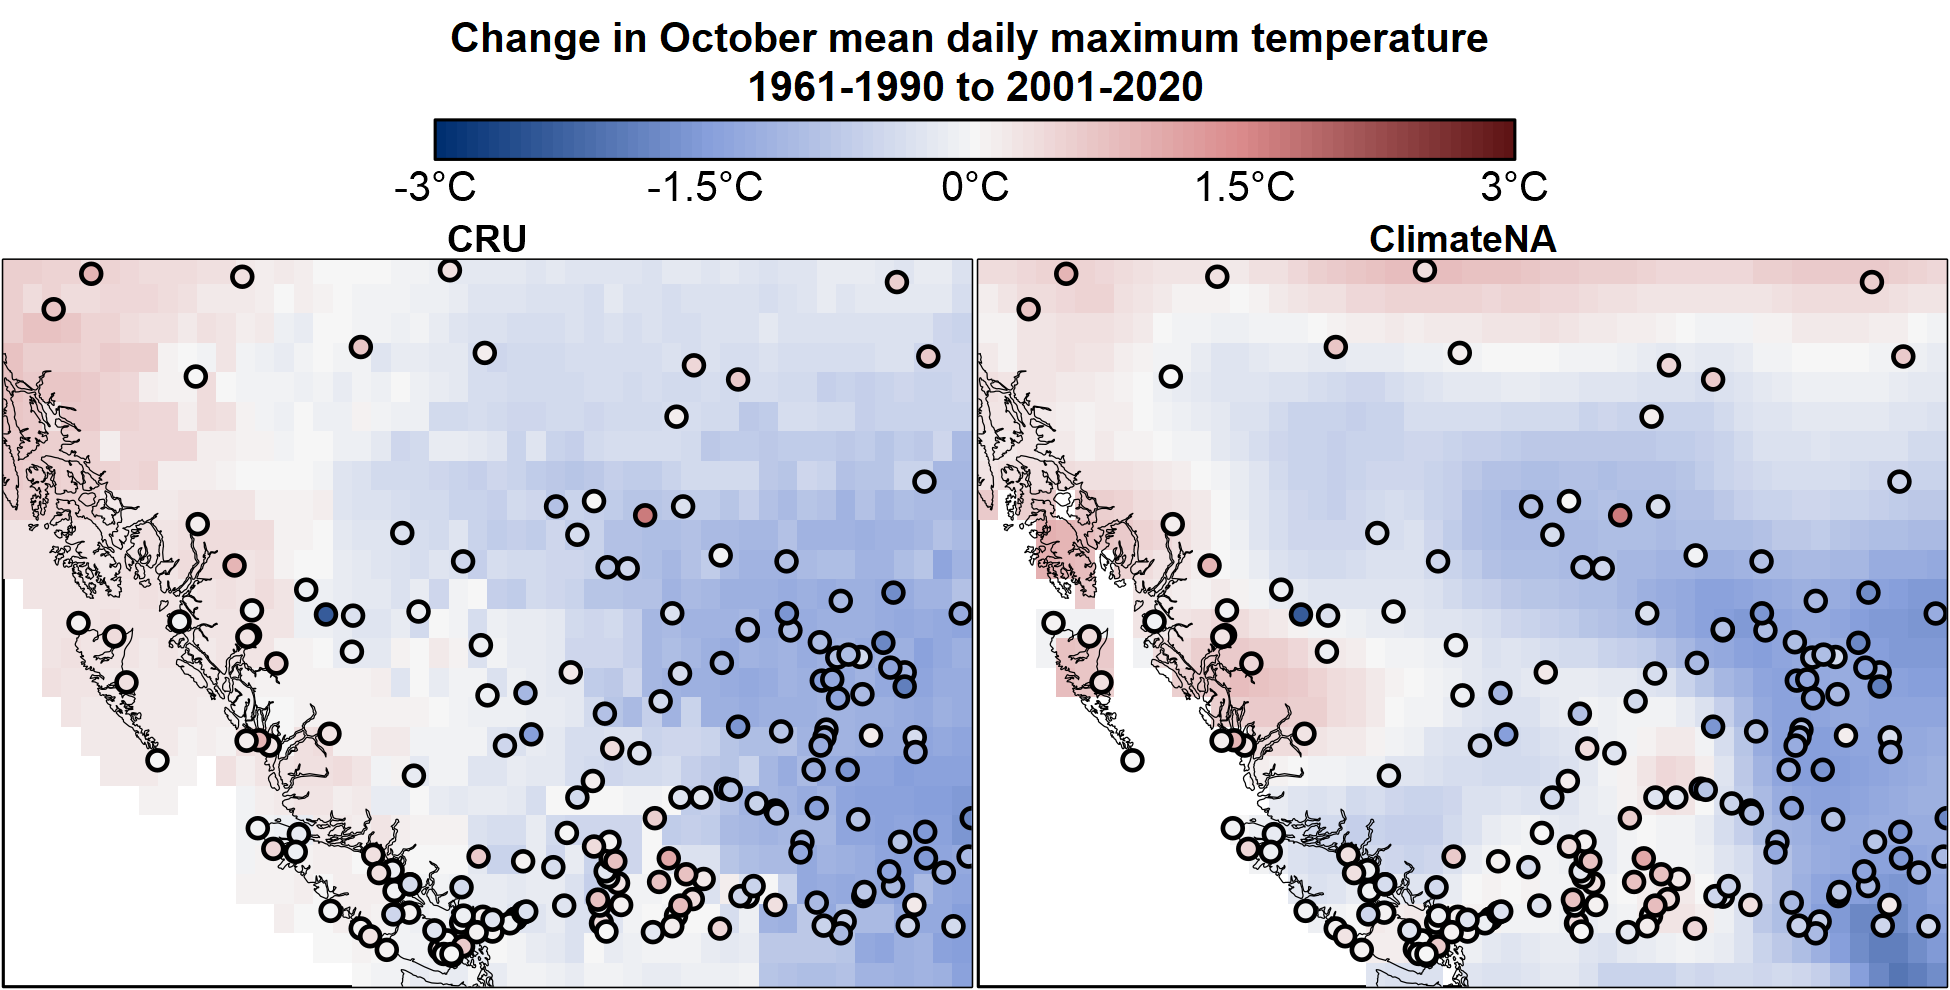 Change in October mean daily maximum temperature
1961-1990 to 2001-2020
-3°C -1.5°C 0°C 1.5°C 3°C
CRU ClimateNA